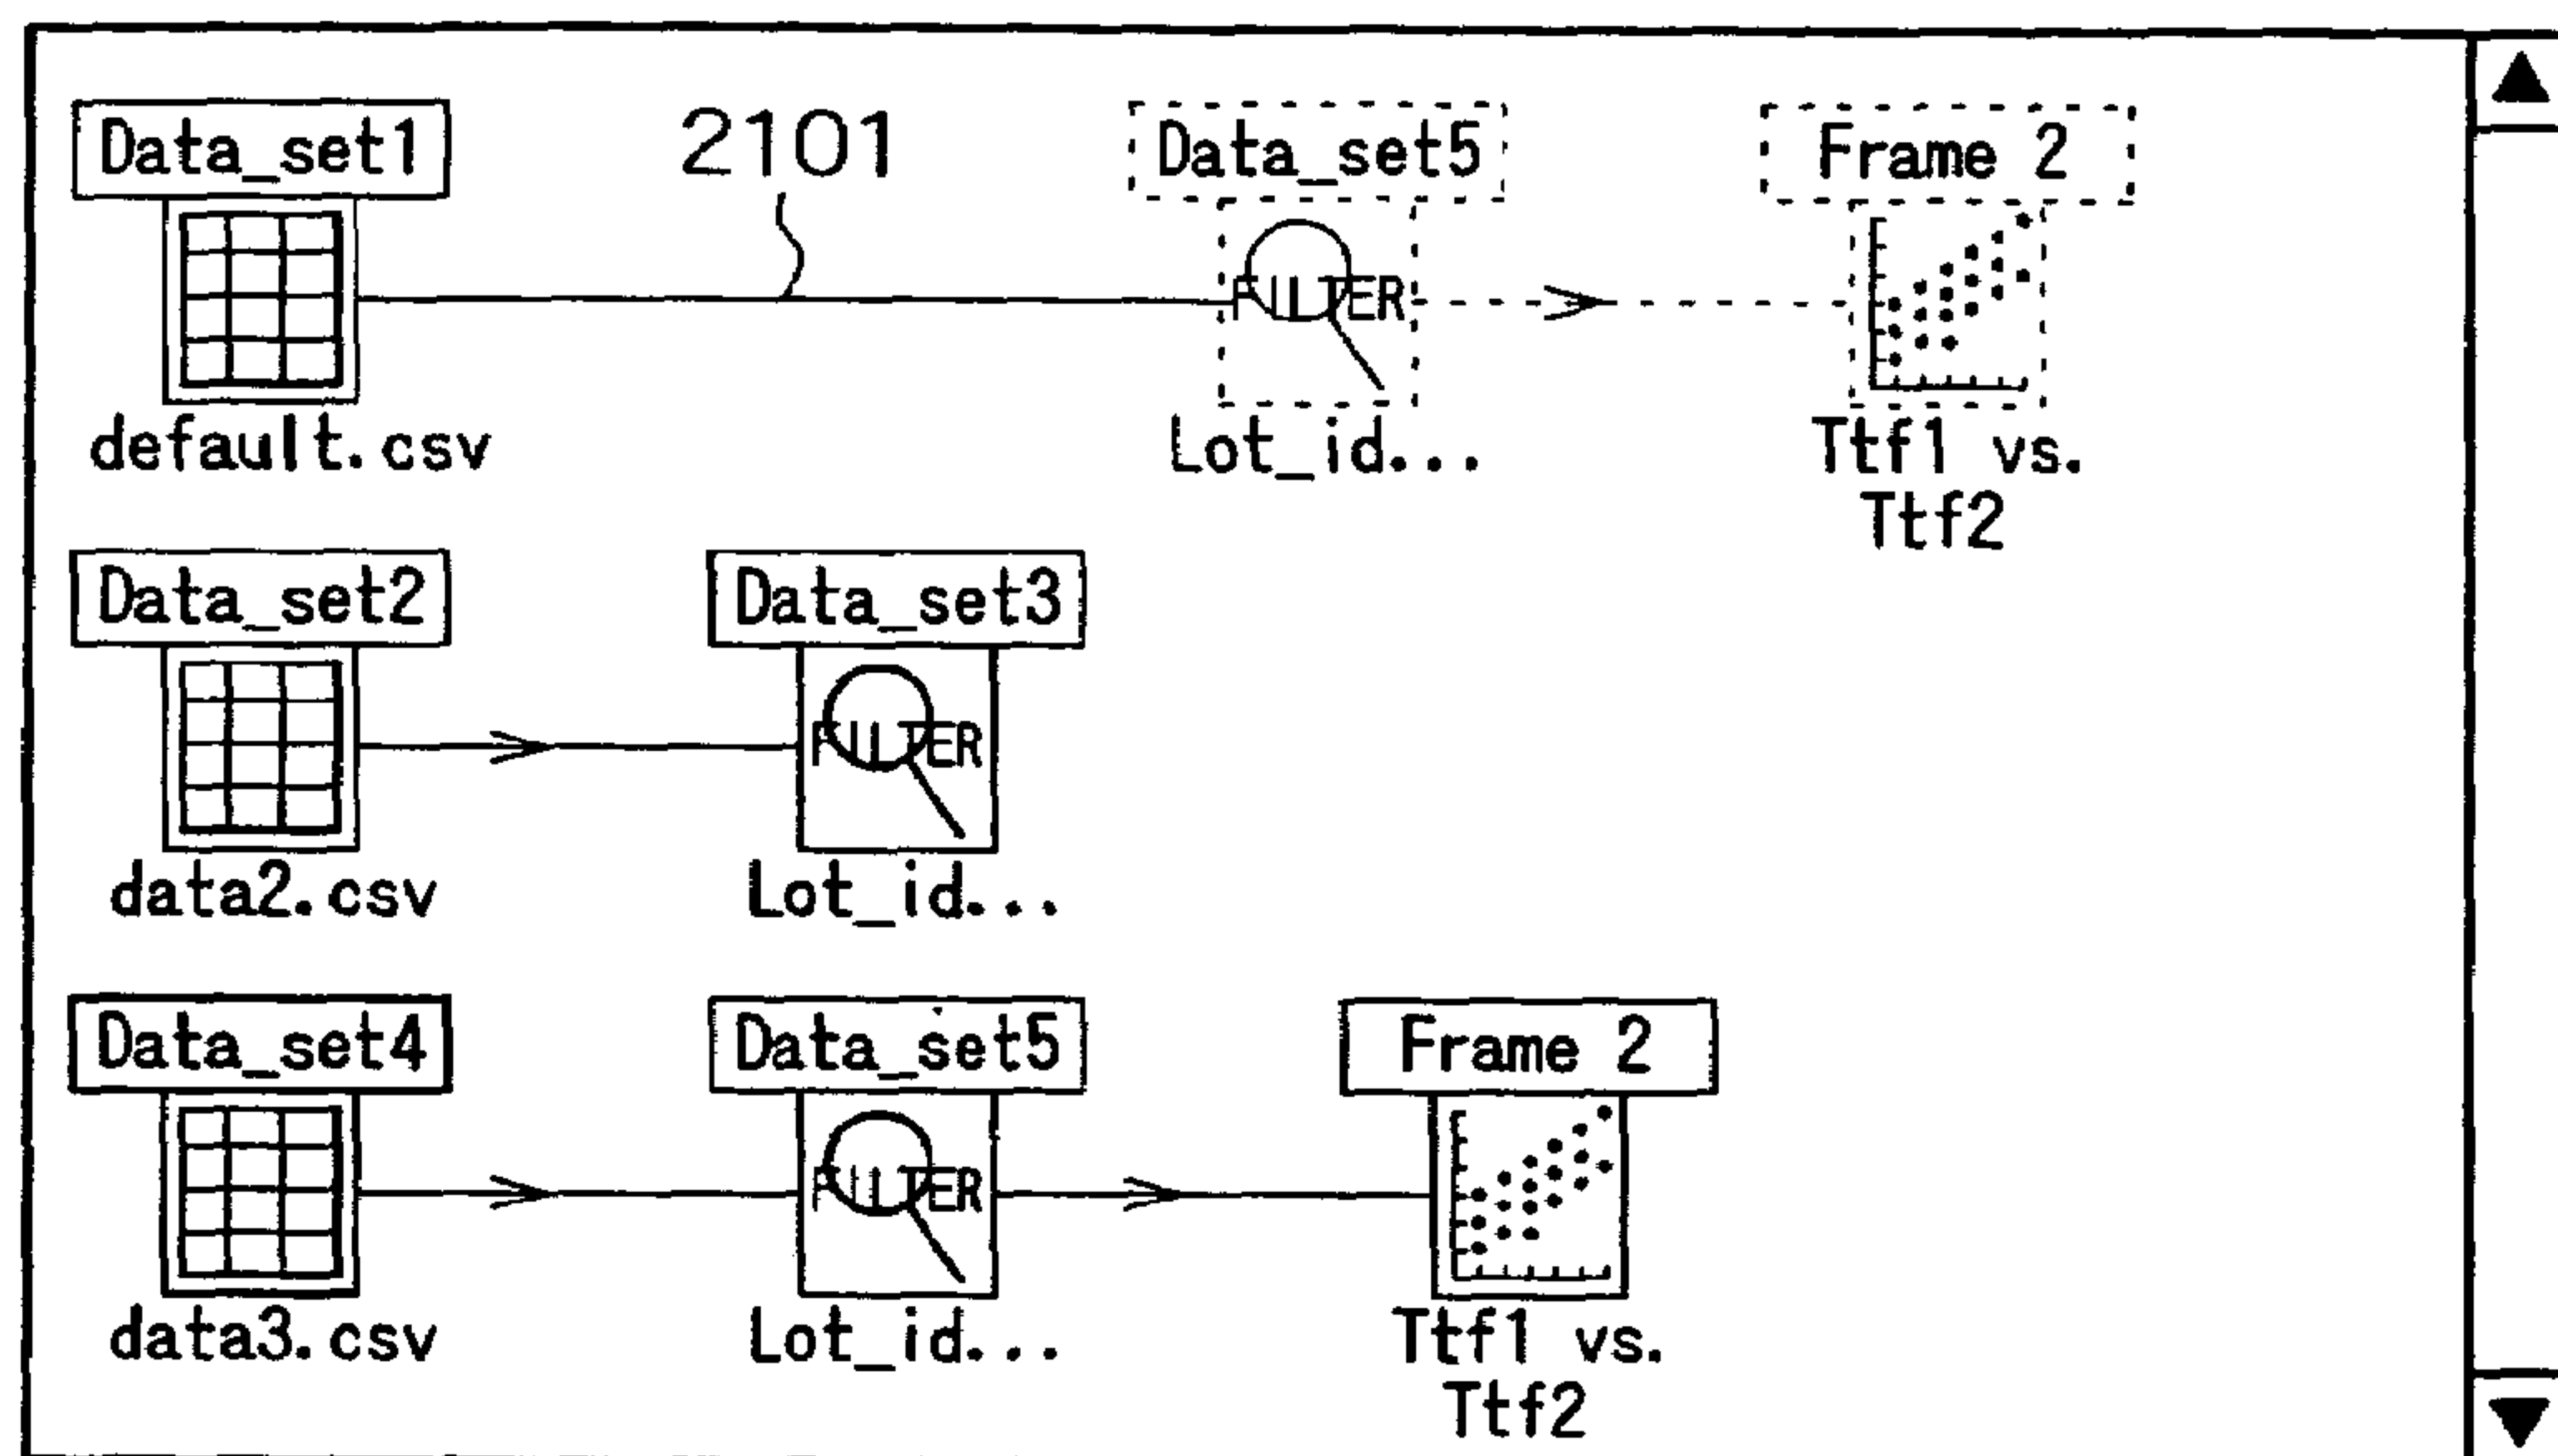 Data_set1 2101 Data_set5 Frame 2
FILTER
default.csv Lot_id... Ttf1 vs.
Ttf2
Data_set2 Data_set3
FILTER
data2.csv Lot_id...
Data_set4 Data_set5 Frame 2
FILTER
data3.csv Lot_id... Ttf1 vs.
Ttf2